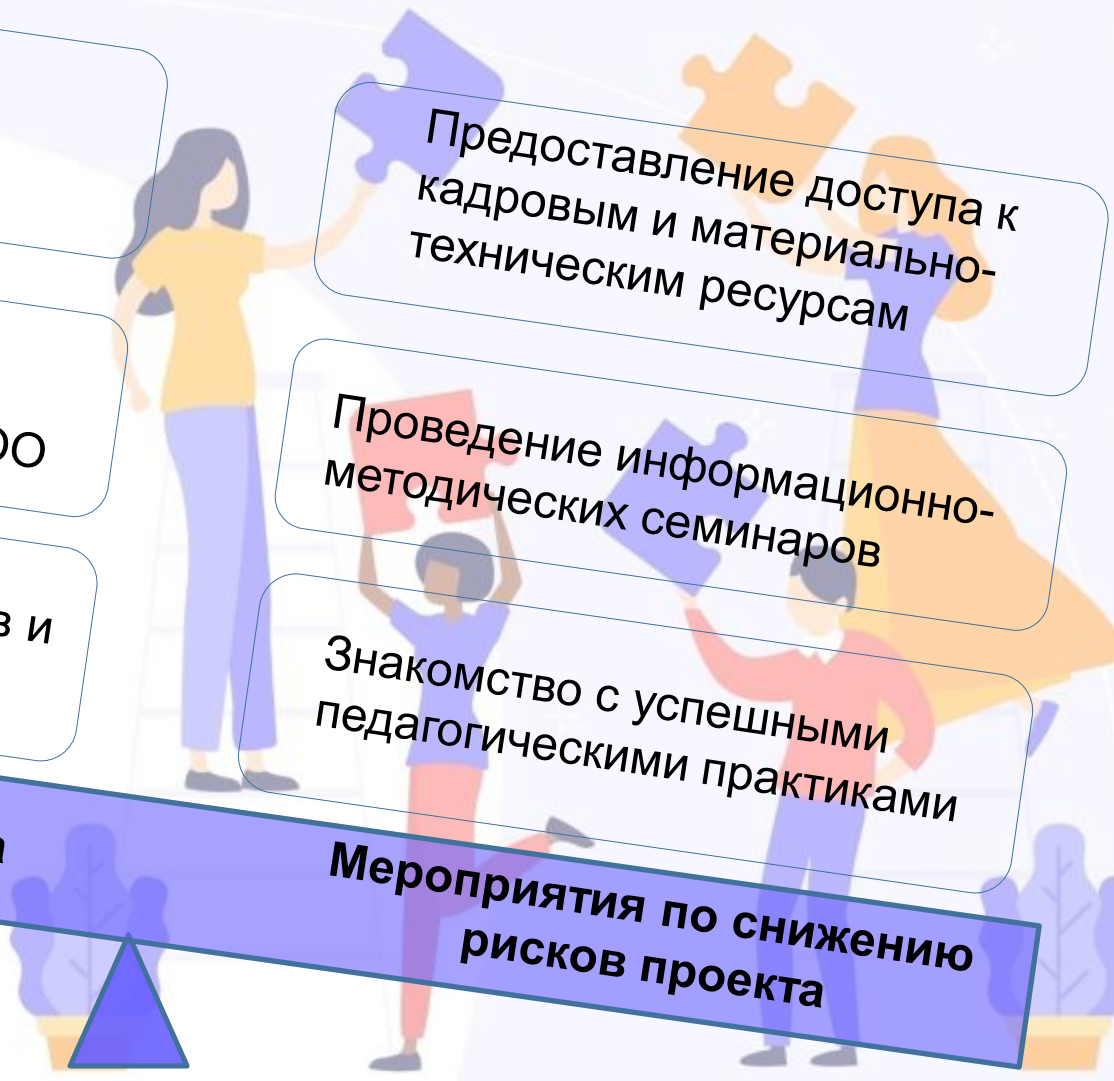 Предоставление доступа к
кадровым и материально-
техническим ресурсам
Проведение информационно-
методических семинаров
в и
Знакомство с успешными
педагогическими практиками
Мероприятия по снижению
рисков проекта